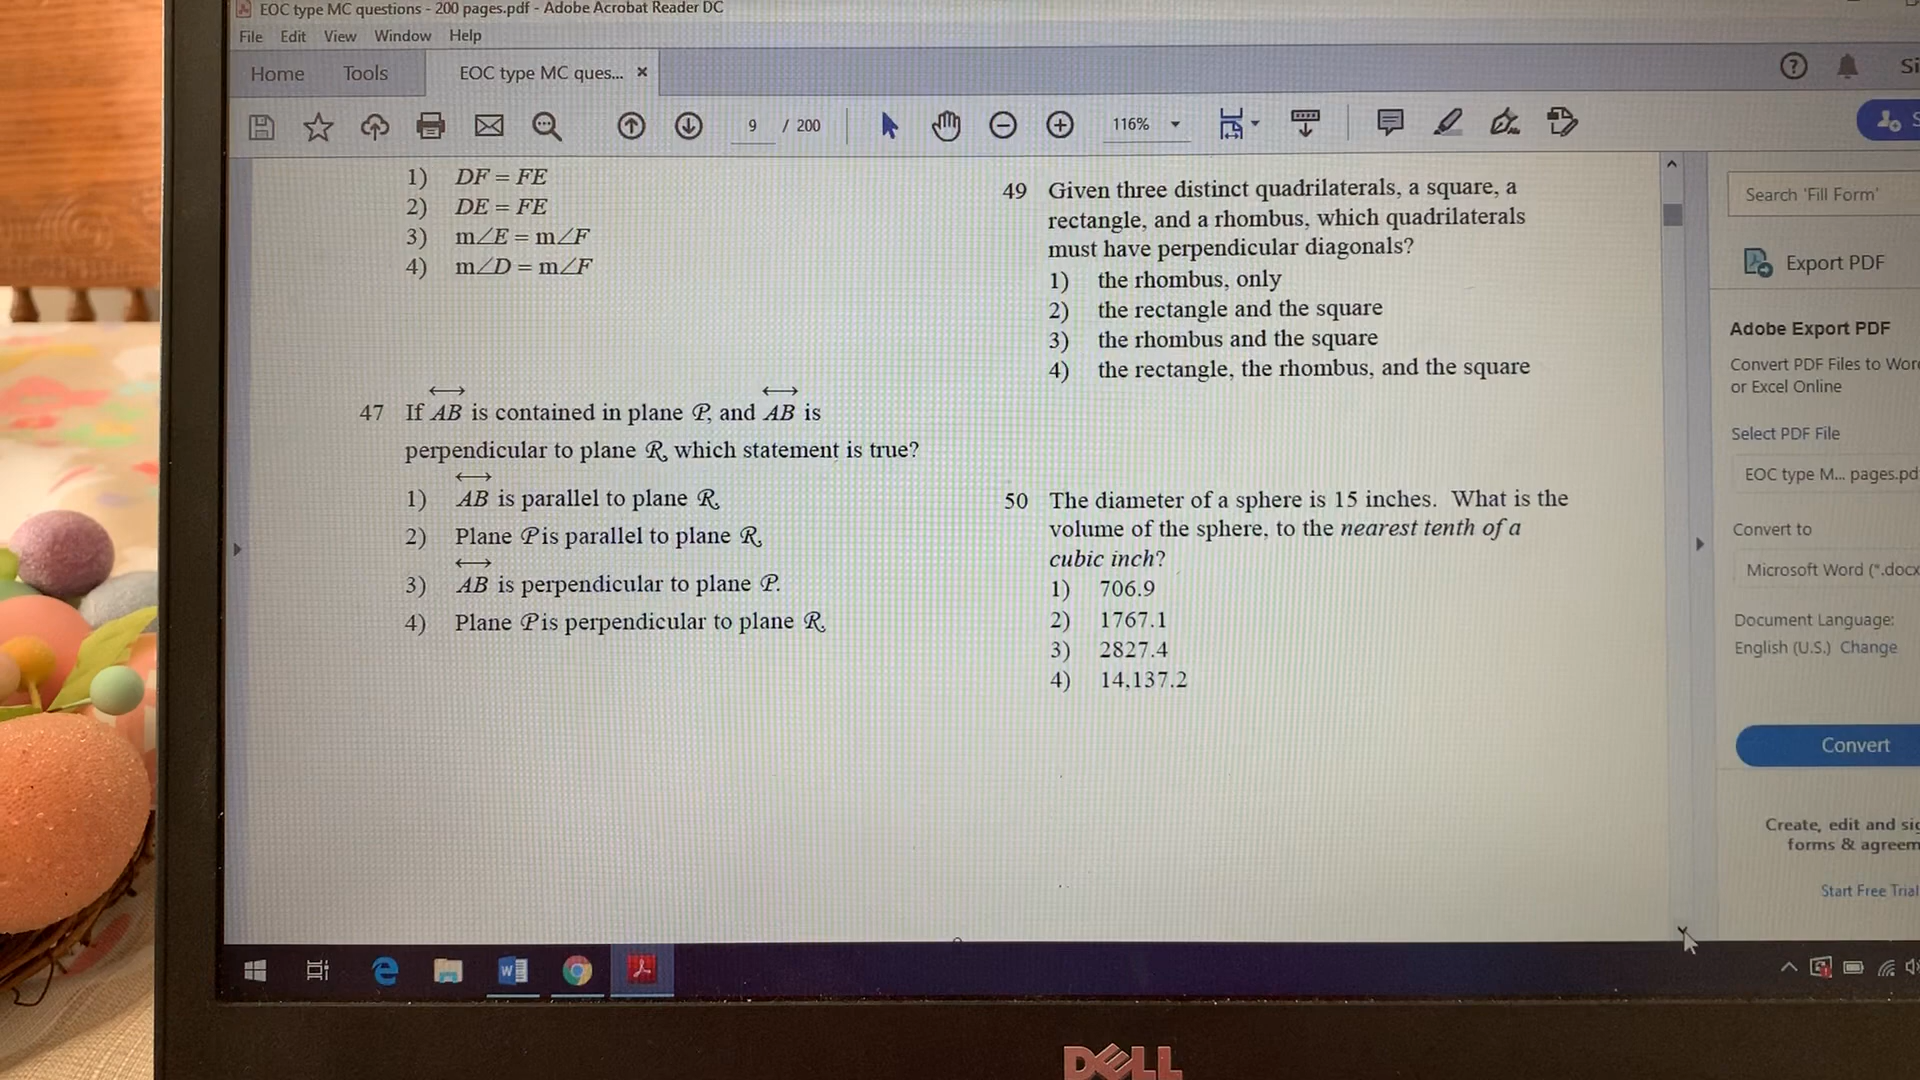 EOC type MC questions - 200 pages.pdf - Adobe Acrobat Reader DC
File Edit View Window Help
Home Tools EOC type MC ques... ×
9 / 200 116%
1) DF = FE
2) DE = FE
3) m∠E = m∠F
4) m∠D = m∠F
47 If AB is contained in plane P, and AB is
perpendicular to plane R, which statement is true?
1) AB is parallel to plane R.
2) Plane P is parallel to plane R.
3) AB is perpendicular to plane P.
4) Plane P is perpendicular to plane R.
49 Given three distinct quadrilaterals, a square, a
rectangle, and a rhombus, which quadrilaterals
must have perpendicular diagonals?
1) the rhombus, only
2) the rectangle and the square
3) the rhombus and the square
4) the rectangle, the rhombus, and the square
50 The diameter of a sphere is 15 inches. What is the
volume of the sphere, to the nearest tenth of a
cubic inch?
1) 706.9
2) 1767.1
3) 2827.4
4) 14,137.2
Si
S
Search 'Fill Form'
Export PDF
Adobe Export PDF
Convert PDF Files to Word
or Excel Online
Select PDF File
EOC type M... pages.pdf
Convert to
Microsoft Word (*.docx
Document Language:
English (U.S.) Change
Convert
Create, edit and sig
forms & agreem
Start Free Trial
DELL